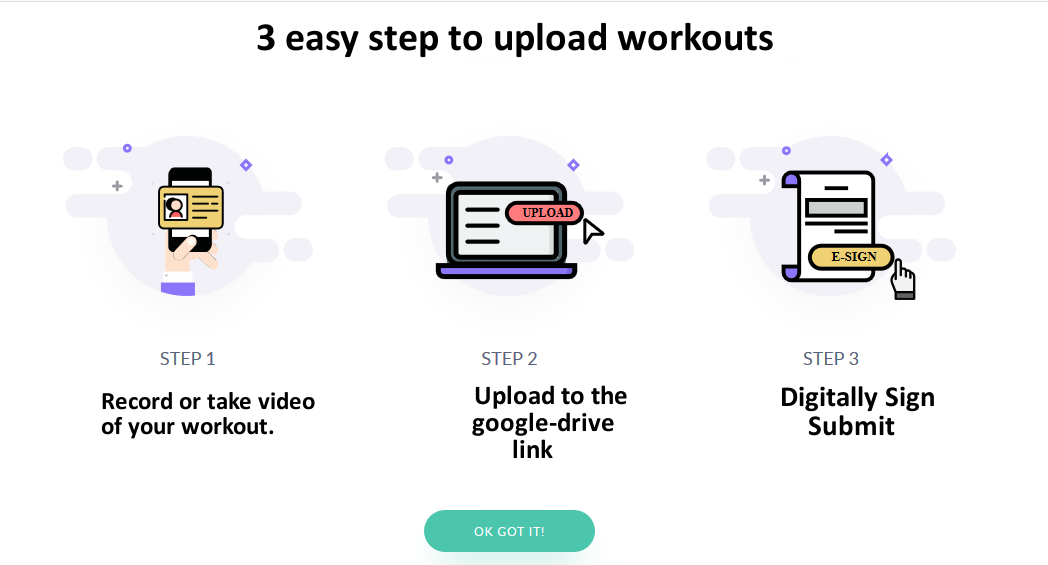 3 easy step to upload workouts
UPLOAD
E-SIGN
STEP 1
STEP 2
STEP 3
Record or take video
of your workout.
Upload to the
google-drive
link
Digitally Sign
Submit
OK GOT IT!